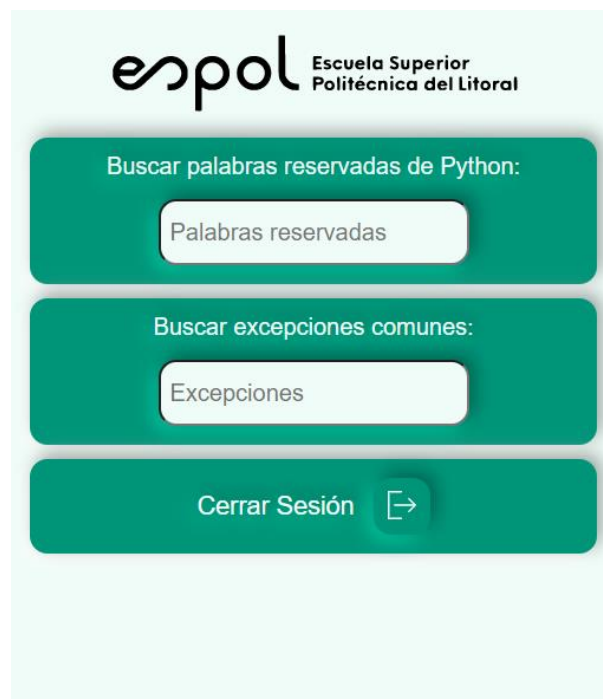 espol Escuela Superior
Politécnica del Litoral
Buscar palabras reservadas de Python:
Palabras reservadas
Buscar excepciones comunes:
Excepciones
Cerrar Sesión